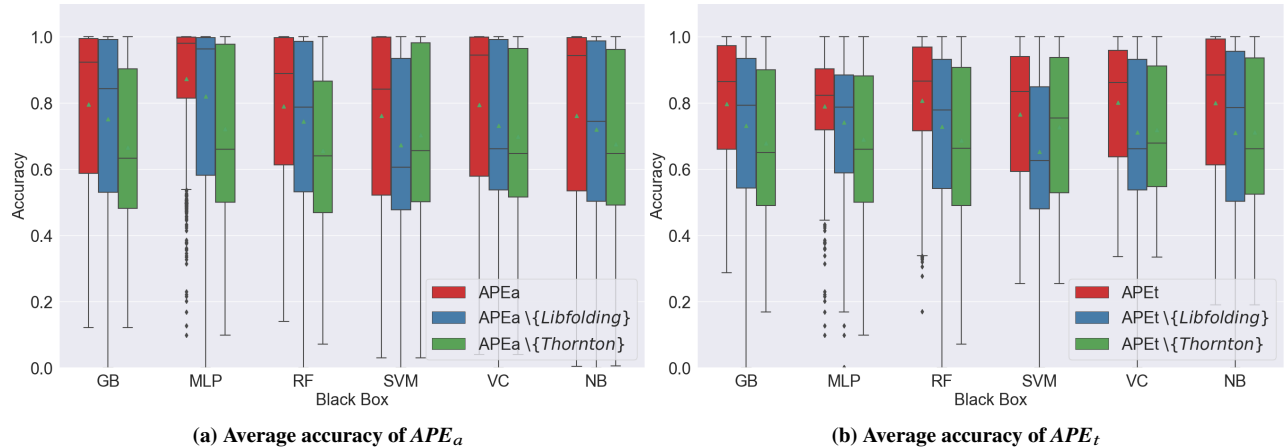 1.0
0.8
0.6
0.4
0.2
0.0
Accuracy
GB MLP RF SVM VC NB
Black Box
APEa
APEa \{Libfolding}
APEa \{Thornton}
(a) Average accuracy of APEa
1.0
0.8
0.6
0.4
0.2
0.0
Accuracy
GB MLP RF SVM VC NB
Black Box
APEt
APEt \{Libfolding}
APEt \{Thornton}
(b) Average accuracy of APEt